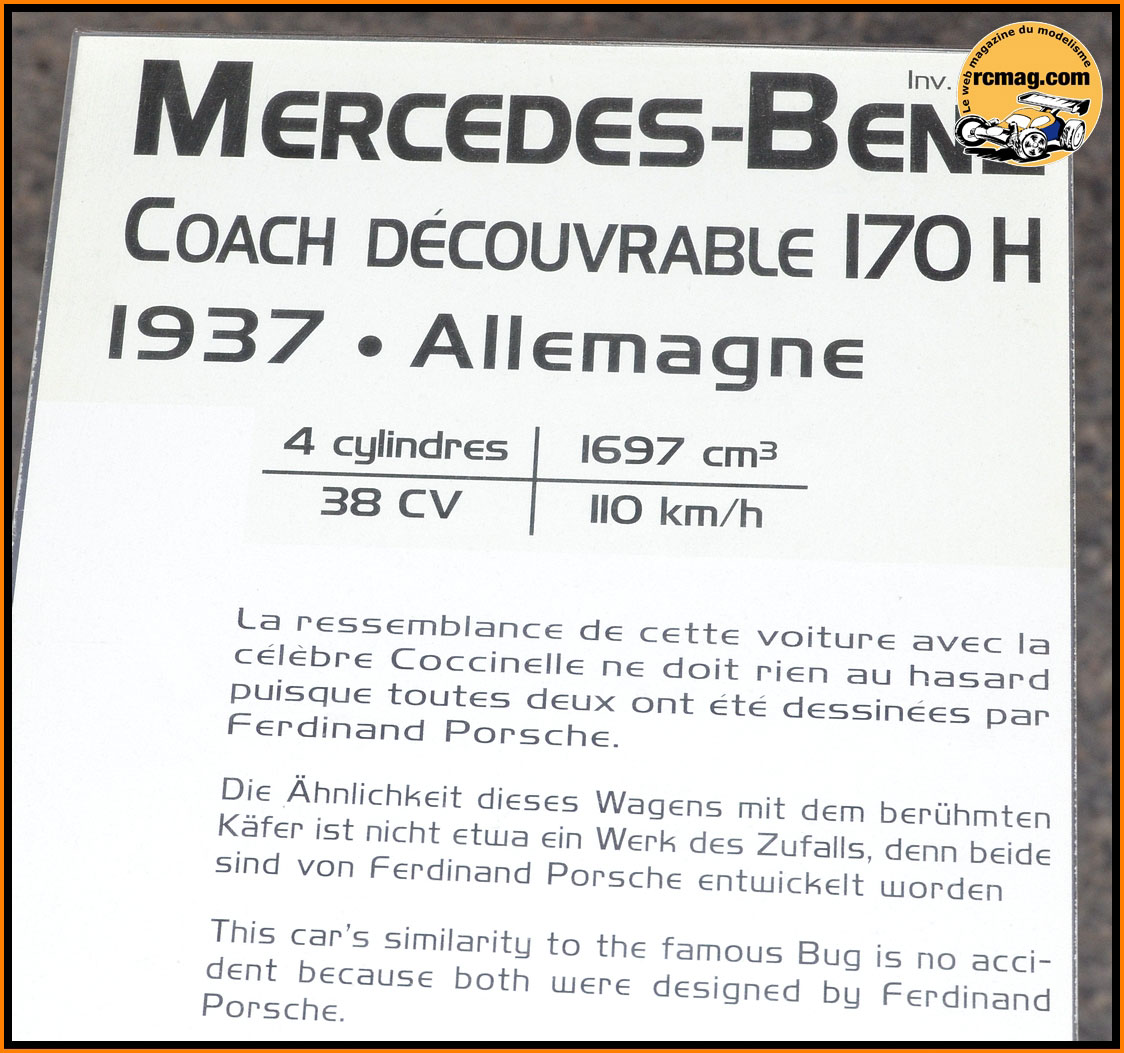 Le web magazine du modelisme
rcmag.com
Inv.
MERCEDES-BENZ
COACH DÉCOUVRABLE 170 H
1937 • Allemagne
4 cylindres 1697 cm³
38 CV 110 km/h
La ressemblance de cette voiture avec la
célèbre Coccinelle ne doit rien au hasard
puisque toutes deux ont été dessinées par
Ferdinand Porsche.
Die Ähnlichkeit dieses Wagens mit dem berühmten
Käfer ist nicht etwa ein Werk des Zufalls, denn beide
sind von Ferdinand Porsche entwickelt worden
This car's similarity to the famous Bug is no acci-
dent because both were designed by Ferdinand
Porsche.